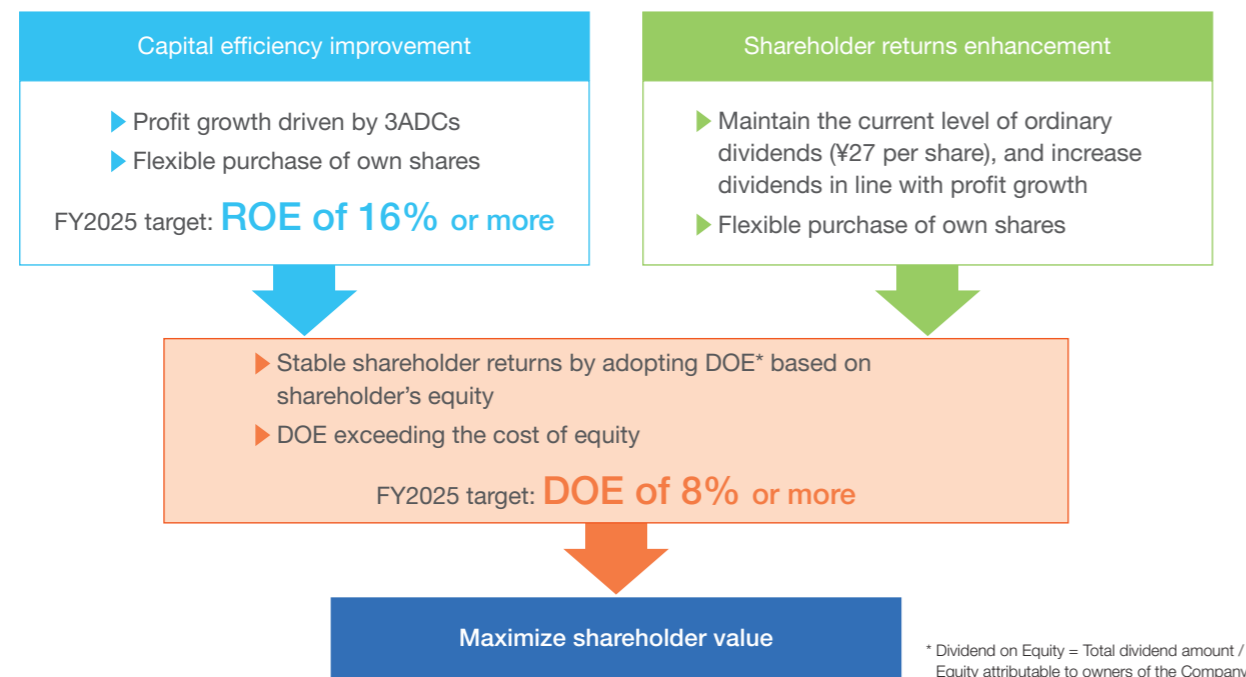 Capital efficiency improvement
Profit growth driven by 3ADCs
Flexible purchase of own shares
FY2025 target: ROE of 16% or more
Shareholder returns enhancement
Maintain the current level of ordinary
dividends (¥27 per share), and increase
dividends in line with profit growth
Flexible purchase of own shares
Stable shareholder returns by adopting DOE* based on
shareholder’s equity
DOE exceeding the cost of equity
FY2025 target: DOE of 8% or more
Maximize shareholder value
* Dividend on Equity = Total dividend amount /
Equity attributable to owners of the Company